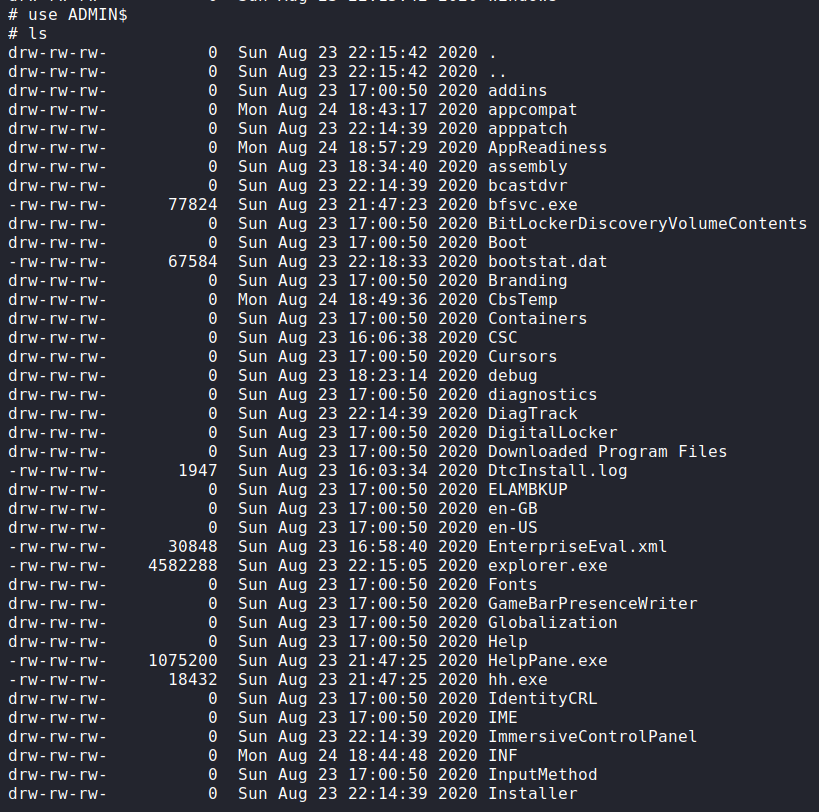 # use ADMIN$
# ls
drw-rw-rw-          0  Sun Aug 23 22:15:42 2020 .
drw-rw-rw-          0  Sun Aug 23 22:15:42 2020 ..
drw-rw-rw-          0  Sun Aug 23 17:00:50 2020 addins
drw-rw-rw-          0  Mon Aug 24 18:43:17 2020 appcompat
drw-rw-rw-          0  Sun Aug 23 22:14:39 2020 apppatch
drw-rw-rw-          0  Mon Aug 24 18:57:29 2020 AppReadiness
drw-rw-rw-          0  Sun Aug 23 18:34:40 2020 assembly
drw-rw-rw-          0  Sun Aug 23 22:14:39 2020 bcastdvr
-rw-rw-rw-      77824  Sun Aug 23 21:47:23 2020 bfsvc.exe
drw-rw-rw-          0  Sun Aug 23 17:00:50 2020 BitLockerDiscoveryVolumeContents
drw-rw-rw-          0  Sun Aug 23 17:00:50 2020 Boot
-rw-rw-rw-      67584  Sun Aug 23 22:18:33 2020 bootstat.dat
drw-rw-rw-          0  Sun Aug 23 17:00:50 2020 Branding
drw-rw-rw-          0  Mon Aug 24 18:49:36 2020 CbsTemp
drw-rw-rw-          0  Sun Aug 23 17:00:50 2020 Containers
drw-rw-rw-          0  Sun Aug 23 16:06:38 2020 CSC
drw-rw-rw-          0  Sun Aug 23 17:00:50 2020 Cursors
drw-rw-rw-          0  Sun Aug 23 18:23:14 2020 debug
drw-rw-rw-          0  Sun Aug 23 17:00:50 2020 diagnostics
drw-rw-rw-          0  Sun Aug 23 22:14:39 2020 DiagTrack
drw-rw-rw-          0  Sun Aug 23 17:00:50 2020 DigitalLocker
drw-rw-rw-          0  Sun Aug 23 17:00:50 2020 Downloaded Program Files
-rw-rw-rw-       1947  Sun Aug 23 16:03:34 2020 DtcInstall.log
drw-rw-rw-          0  Sun Aug 23 17:00:50 2020 ELAMBKUP
drw-rw-rw-          0  Sun Aug 23 17:00:50 2020 en-GB
drw-rw-rw-          0  Sun Aug 23 17:00:50 2020 en-US
-rw-rw-rw-      30848  Sun Aug 23 16:58:40 2020 EnterpriseEval.xml
-rw-rw-rw-    4582288  Sun Aug 23 22:15:05 2020 explorer.exe
drw-rw-rw-          0  Sun Aug 23 17:00:50 2020 Fonts
drw-rw-rw-          0  Sun Aug 23 17:00:50 2020 GameBarPresenceWriter
drw-rw-rw-          0  Sun Aug 23 17:00:50 2020 Globalization
drw-rw-rw-          0  Sun Aug 23 17:00:50 2020 Help
-rw-rw-rw-    1075200  Sun Aug 23 21:47:25 2020 HelpPane.exe
-rw-rw-rw-      18432  Sun Aug 23 21:47:25 2020 hh.exe
drw-rw-rw-          0  Sun Aug 23 17:00:50 2020 IdentityCRL
drw-rw-rw-          0  Sun Aug 23 17:00:50 2020 IME
drw-rw-rw-          0  Sun Aug 23 22:14:39 2020 ImmersiveControlPanel
drw-rw-rw-          0  Mon Aug 24 18:44:48 2020 INF
drw-rw-rw-          0  Sun Aug 23 17:00:50 2020 InputMethod
drw-rw-rw-          0  Sun Aug 23 22:14:39 2020 Installer